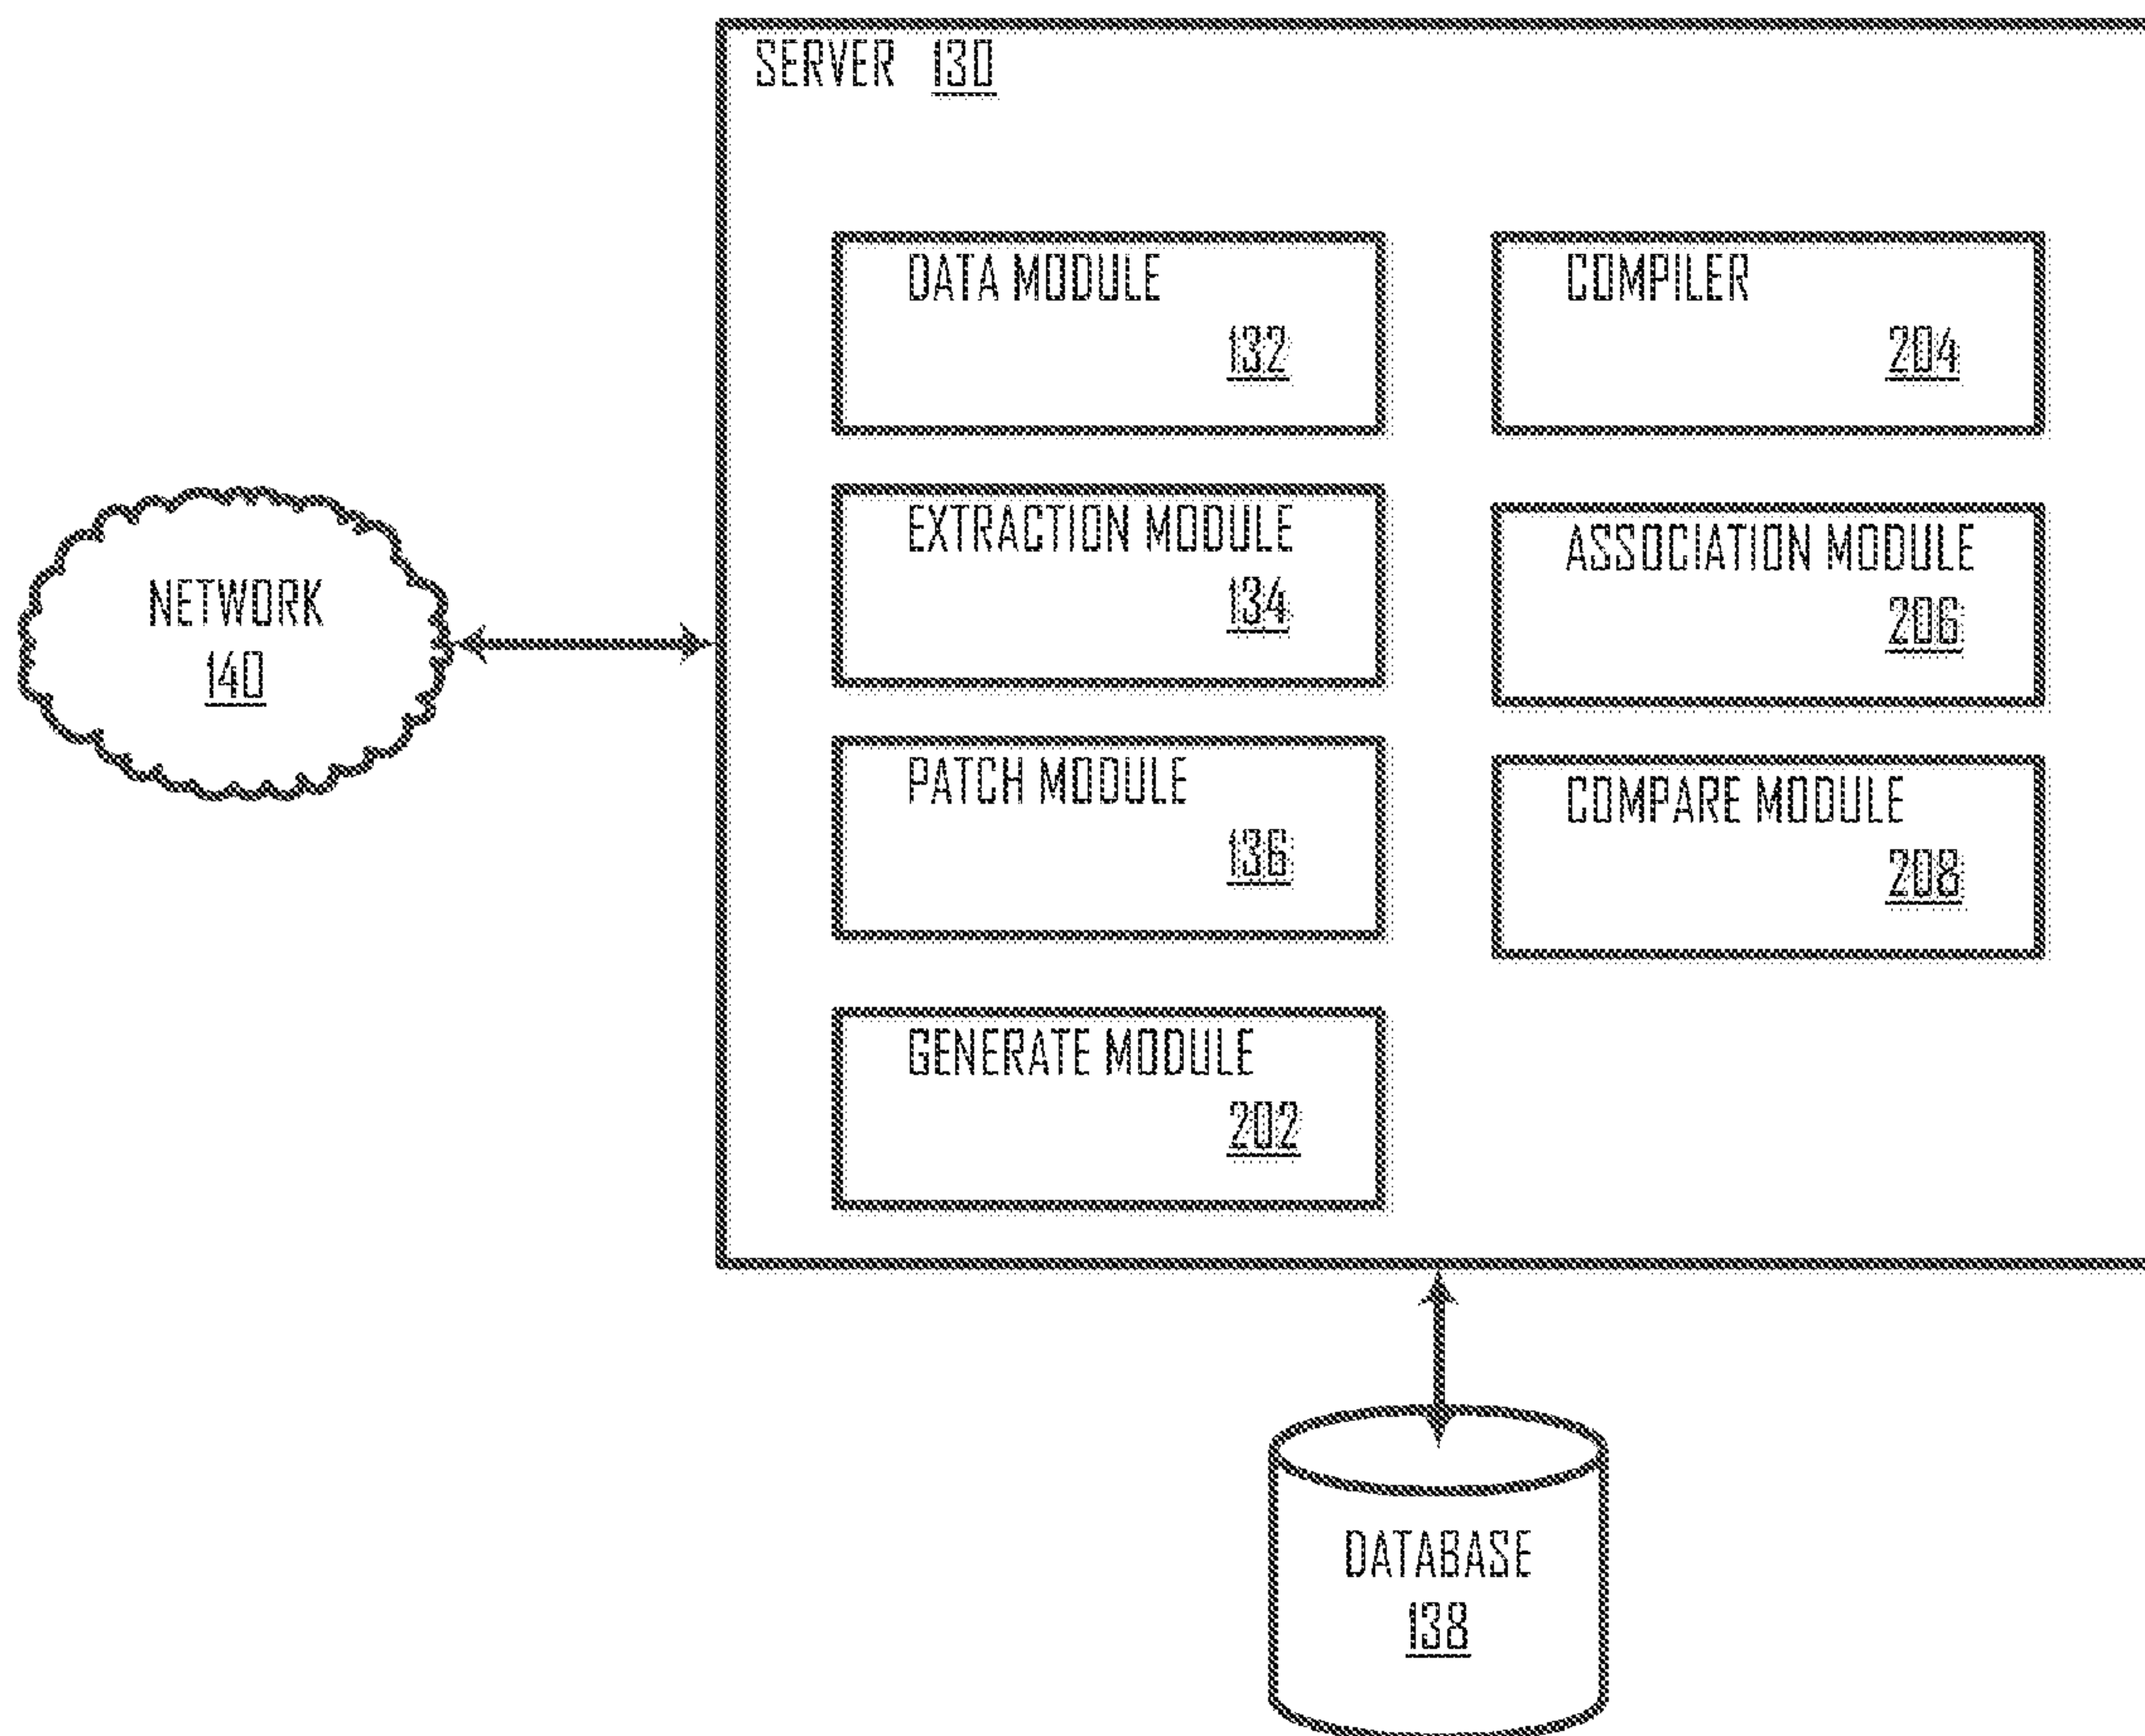 SERVER 130
DATA MODULE
132
COMPILER
204
EXTRACTION MODULE
134
ASSOCIATION MODULE
206
NETWORK
140
PATCH MODULE
136
COMPARE MODULE
208
GENERATE MODULE
202
DATABASE
138